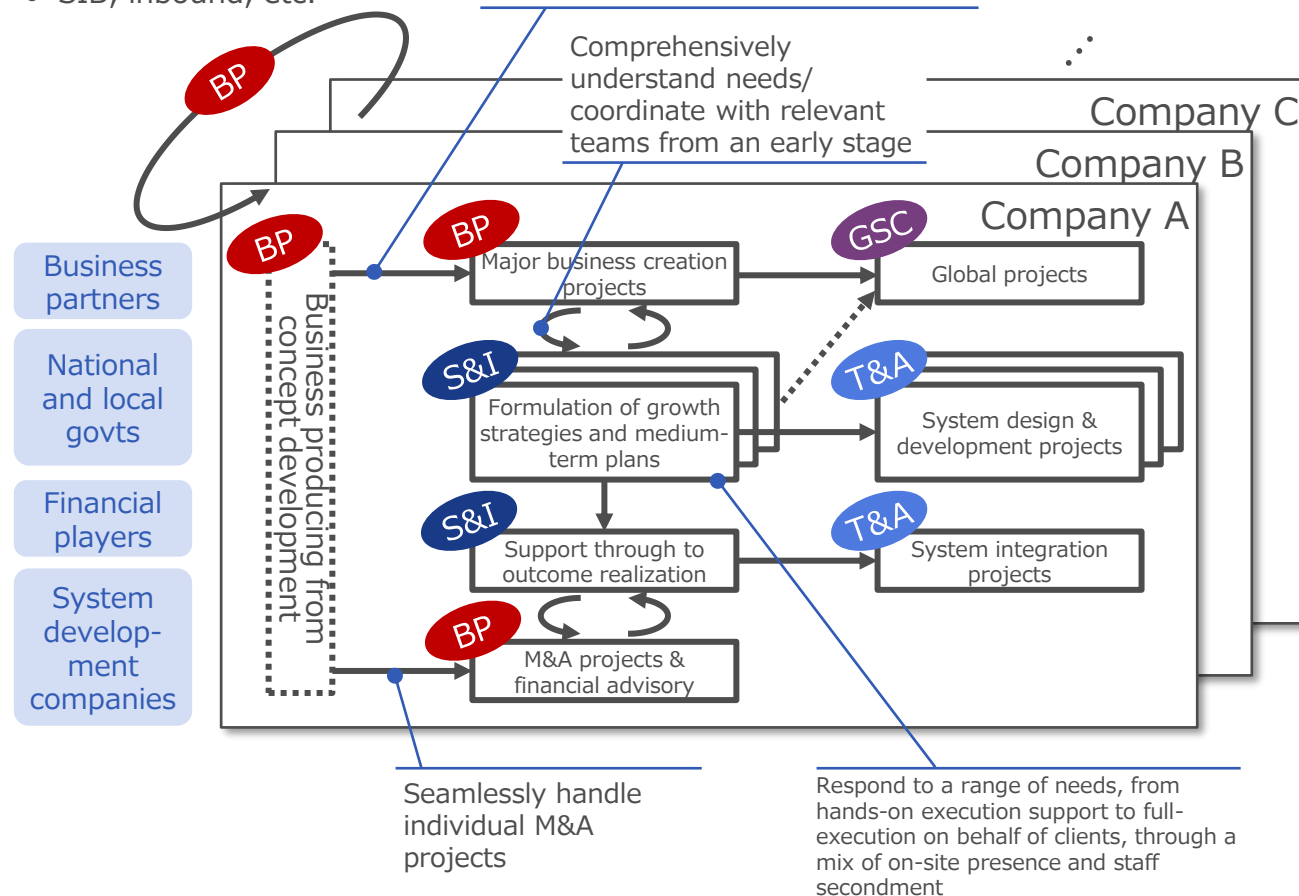 • SIB, inbound, etc.
BP
Comprehensively
understand needs/
coordinate with relevant
teams from an early stage
Company C
Company B
Company A
BP
BP
GSC
Business
partners
Major business creation
projects
Global projects
National
and local
govts
Business producing from
concept development
S&I
T&A
Formulation of growth
strategies and medium-
term plans
System design &
development projects
Financial
players
S&I
T&A
Support through to
outcome realization
System integration
projects
System
develop-
ment
companies
BP
M&A projects &
financial advisory
Seamlessly handle
individual M&A
projects
Respond to a range of needs, from
hands-on execution support to full-
execution on behalf of clients, through a
mix of on-site presence and staff
secondment